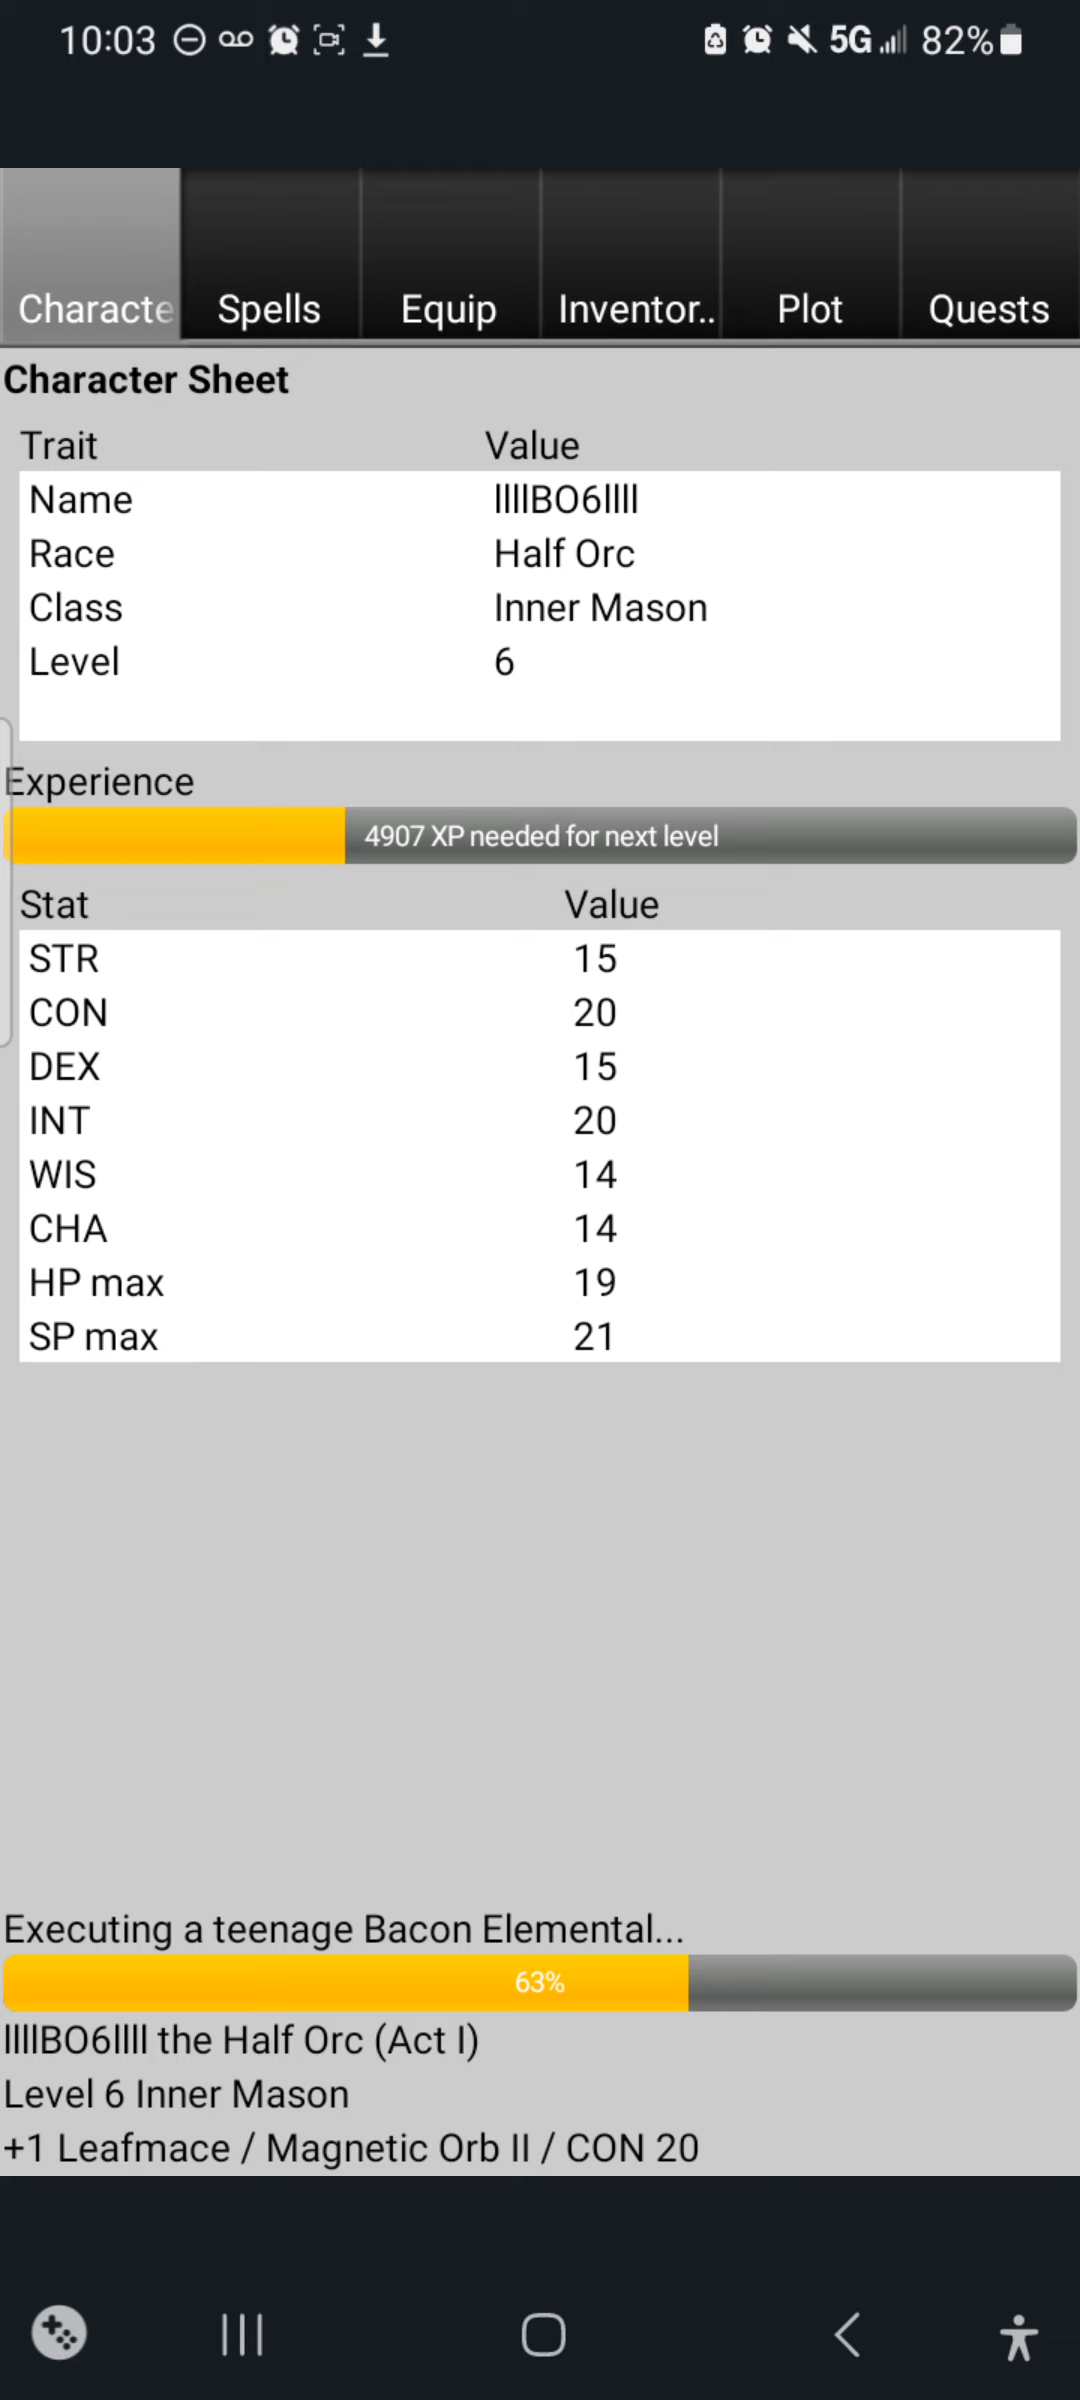 10:03 5G 82%
Characte Spells Equip Inventor.. Plot Quests
Character Sheet
Trait Value
Name llllBO6llll
Race Half Orc
Class Inner Mason
Level 6
Experience
4907 XP needed for next level
Stat Value
STR 15
CON 20
DEX 15
INT 20
WIS 14
CHA 14
HP max 19
SP max 21
Executing a teenage Bacon Elemental...
63%
llllBO6llll the Half Orc (Act I)
Level 6 Inner Mason
+1 Leafmace / Magnetic Orb II / CON 20